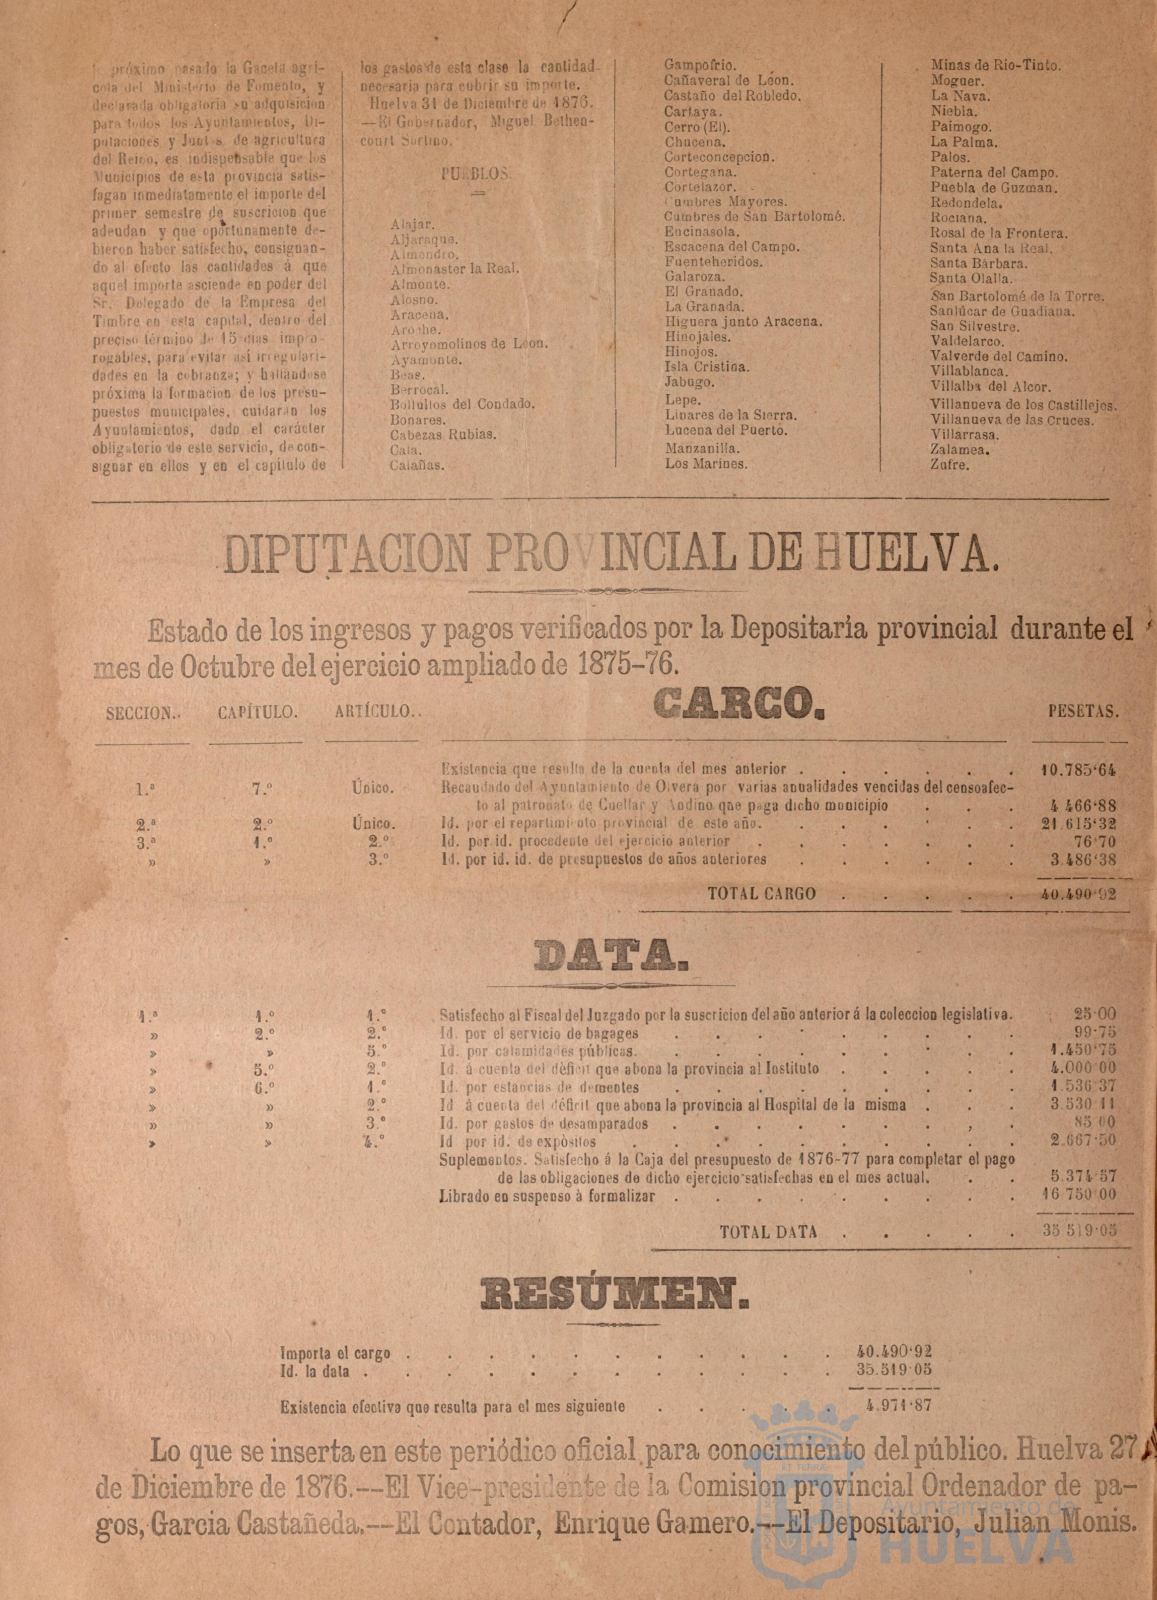 próximo pasado la Gaceta agrí-
cola del Ministerio de Fomento, y
declarada obligatoria su adquisicion
para todos los Ayuntamientos, Di-
putaciones y Junt s de agricultura
del Reino, es indispensable que los
Municipios de esta provincia satis-
fagan inmediatamente el importe del
primer semestre de suscricion que
adeudan y que oportunamente de-
bieron haber satisfecho, consignan-
do al efecto las cantidades á que
aquel importe asciende en poder del
Sr. Delegado de la Empresa del
Timbre en esta capital, dentro del
preciso término de 15 dias impro-
rogables, para evitar así irregulari-
dades en la cobranza; y hallándose
próxima la formacion de los presu-
puestos municipales, cuidarán los
Ayuntamientos, dado el carácter
obligatorio de este servicio, de con-
signar en ellos y en el capítulo de
los gastos de esta clase la cantidad
necesaria para cubrir su importe.
Huelva 31 de Diciembre de 1876.
—El Gobernador, Miguel Bethen-
court Sortino.
PUEBLOS
Alajar.
Aljaraque.
Almendro.
Almonaster la Real.
Almonte.
Alosno.
Aracena.
Aroche.
Arroyomolinos de Leon.
Ayamonte.
Beas.
Berrocal.
Bollullos del Condado.
Bonares.
Cabezas Rubias.
Cala.
Calañas.
Campofrio.
Cañaveral de Leon.
Castaño del Robledo.
Cartaya.
Cerro (El).
Chucena.
Corteconcepcion.
Cortegana.
Cortelazor.
Cumbres Mayores.
Cumbres de San Bartolomé.
Encinasola.
Escacena del Campo.
Fuenteheridos.
Galaroza.
El Granado.
La Granada.
Higuera junto Aracena.
Hinojales.
Hinojos.
Isla Cristina.
Jabugo.
Lepe.
Linares de la Sierra.
Lucena del Puerto.
Manzanilla.
Los Marines.
Minas de Rio-Tinto.
Moguer.
La Nava.
Niebla.
Paimogo.
La Palma.
Palos.
Paterna del Campo.
Puebla de Guzman.
Redondela.
Rociana.
Rosal de la Frontera.
Santa Ana la Real.
Santa Bárbara.
Santa Olalla.
San Bartolomé de la Torre.
Sanlúcar de Guadiana.
San Silvestre.
Valdelarco.
Valverde del Camino.
Villablanca.
Villalba del Alcor.
Villanueva de los Castillejos.
Villanueva de las Cruces.
Villarrasa.
Zalamea.
Zufre.
DIPUTACION PROVINCIAL DE HUELVA.
Estado de los ingresos y pagos verificados por la Depositaría provincial durante el
mes de Octubre del ejercicio ampliado de 1875-76.
SECCION.. CAPÍTULO. ARTÍCULO.. CARGO. PESETAS.
Existencia que resulta de la cuenta del mes anterior . . . . . . 10.785‘64
1.ª 7.º Único. Recaudado del Ayuntamiento de Olvera por varias anualidades vencidas del censo afec-
to al patronato de Cuellar y Andino que paga dicho municipio . . . 4 466‘88
2.ª 2.º Único. Id. por el repartimiento provincial de este año. . . . . . 21 615‘32
3.ª 1.º 2.º Id. por id. procedente del ejercicio anterior . . . . . . 76‘70
» » 3.º Id. por id. id. de presupuestos de años anteriores . . . . . 3.486‘38
TOTAL CARGO . . . . . 40.490‘92
DATA.
1.ª 1.º 1.º Satisfecho al Fiscal del Juzgado por la suscricion del año anterior á la coleccion legislativa. 25‘00
» 2.º 2.º Id. por el servicio de bagages . . . . . . . . 99‘75
» » 5.º Id. por calamidades públicas. . . . . . . . . 1.450‘75
» 5.º 2.º Id. á cuenta del déficit que abona la provincia al Instituto . . . . . 4.000 00
» 6.º 1.º Id. por estancias de dementes . . . . . . . . 1.536 37
» » 2.º Id á cuenta del déficit que abona la provincia al Hospital de la misma . . . 3.530 11
» » 3.º Id. por gastos de desamparados . . . . . . . , . 85 00
» » 4.º Id por id. de expósitos . . . . . . . . . . 2.667‘50
Suplementos. Satisfecho á la Caja del presupuesto de 1876-77 para completar el pago
de las obligaciones de dicho ejercicio satisfechas en el mes actual. . . 5.374‘57
Librado en suspenso á formalizar . . . . . . . . . 16 750 00
TOTAL DATA . . . . . 35 519‘05
RESÚMEN.
Importa el cargo . . . . . . . . . . . 40.490‘92
Id. la data . . . . . . . . . . . . 35.519 05
Existencia efectiva que resulta para el mes siguiente . . . . . 4.971‘87
Lo que se inserta en este periódico oficial para conocimiento del público. Huelva 27
de Diciembre de 1876.—El Vice-presidente de la Comision provincial Ordenador de pa-
gos, Garcia Castañeda.—El Contador, Enrique Gamero.—El Depositario, Julian Monis.
Ayuntamiento de
HUELVA